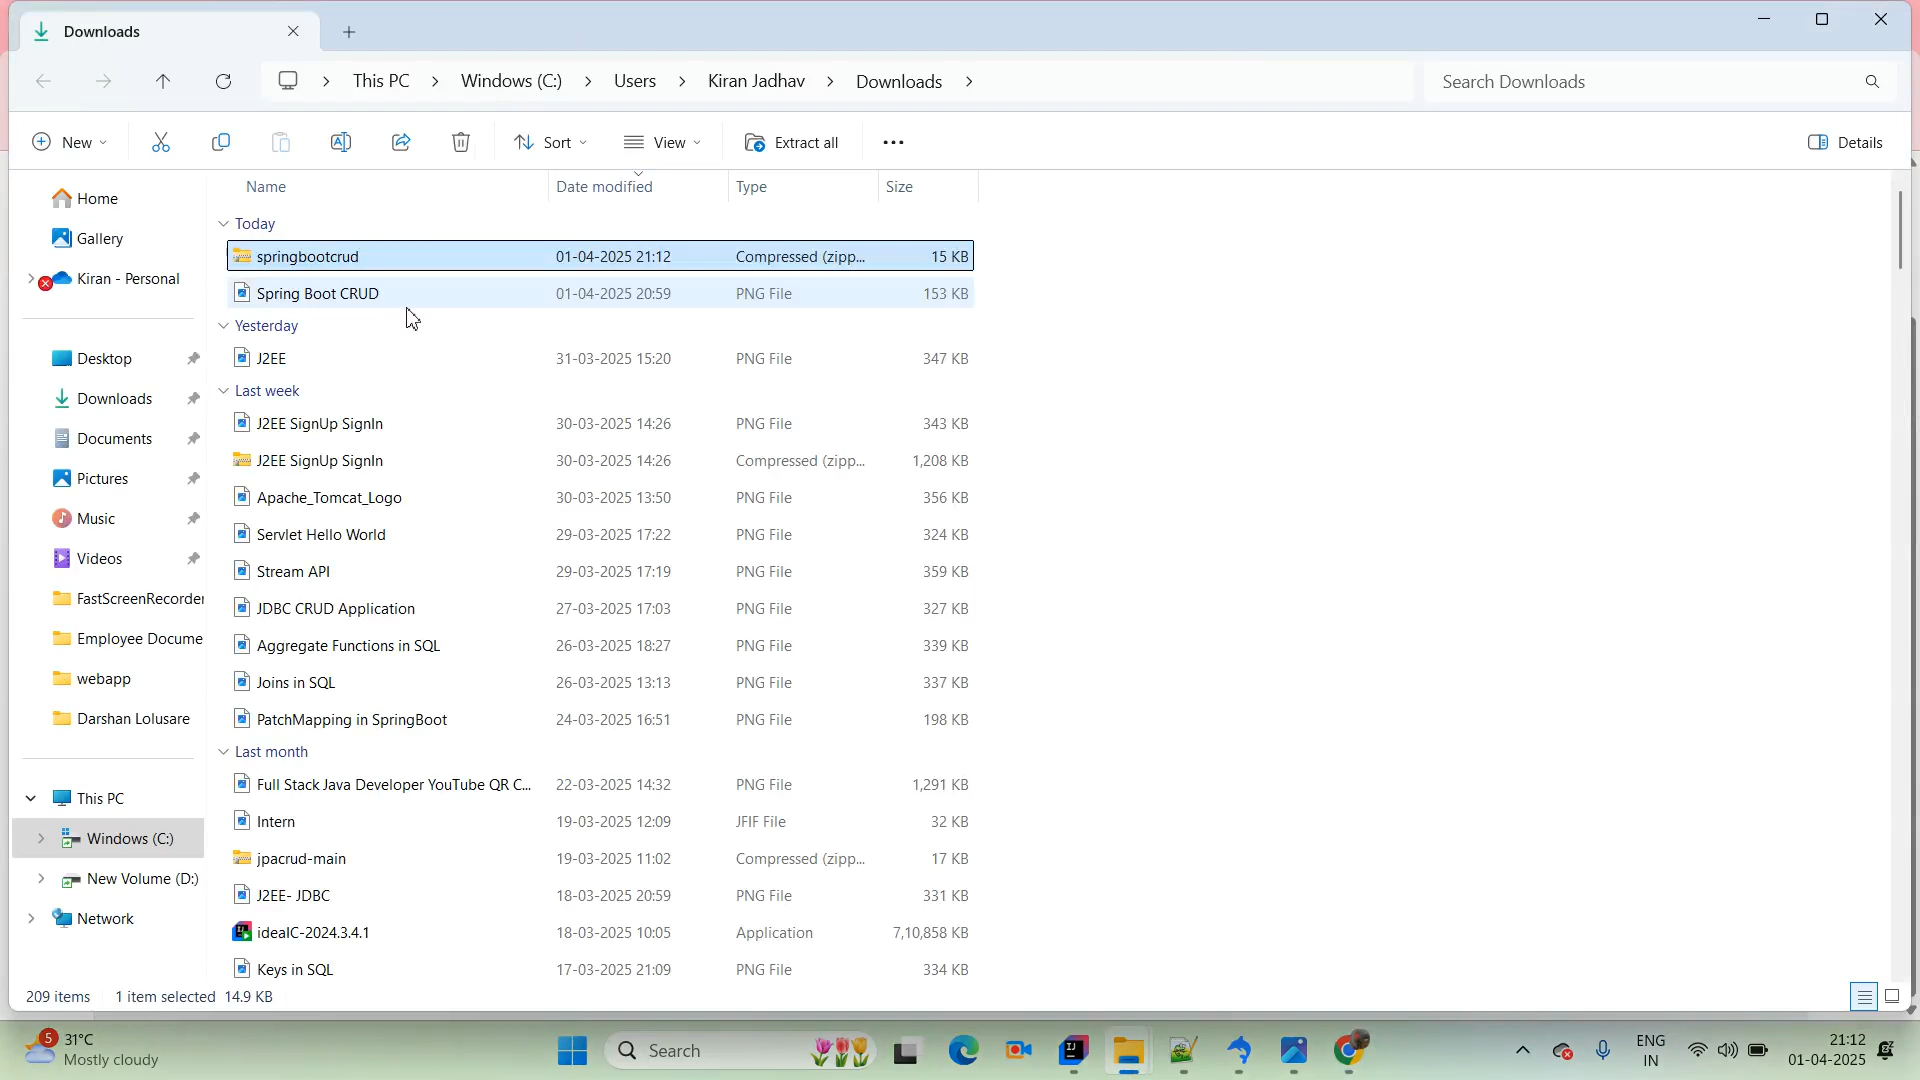 Downloads
This PC > Windows (C:) > Users > Kiran Jadhav > Downloads >
Search Downloads
New
Sort
View
Extract all
Details
Name Date modified Type Size
Today
springbootcrud 01-04-2025 21:12 Compressed (zipp... 15 KB
Spring Boot CRUD 01-04-2025 20:59 PNG File 153 KB
Yesterday
J2EE 31-03-2025 15:20 PNG File 347 KB
Last week
J2EE SignUp SignIn 30-03-2025 14:26 PNG File 343 KB
J2EE SignUp SignIn 30-03-2025 14:26 Compressed (zipp... 1,208 KB
Apache_Tomcat_Logo 30-03-2025 13:50 PNG File 356 KB
Servlet Hello World 29-03-2025 17:22 PNG File 324 KB
Stream API 29-03-2025 17:19 PNG File 359 KB
JDBC CRUD Application 27-03-2025 17:03 PNG File 327 KB
Aggregate Functions in SQL 26-03-2025 18:27 PNG File 339 KB
Joins in SQL 26-03-2025 13:13 PNG File 337 KB
PatchMapping in SpringBoot 24-03-2025 16:51 PNG File 198 KB
Last month
Full Stack Java Developer YouTube QR C... 22-03-2025 14:32 PNG File 1,291 KB
Intern 19-03-2025 12:09 JFIF File 32 KB
jpacrud-main 19-03-2025 11:02 Compressed (zipp... 17 KB
J2EE- JDBC 18-03-2025 20:59 PNG File 331 KB
ideaIC-2024.3.4.1 18-03-2025 10:05 Application 7,10,858 KB
Keys in SQL 17-03-2025 21:09 PNG File 334 KB
Home
Gallery
Kiran - Personal
Desktop
Downloads
Documents
Pictures
Music
Videos
FastScreenRecorder
Employee Docume
webapp
Darshan Lolusare
This PC
Windows (C:)
New Volume (D:)
Network
209 items 1 item selected 14.9 KB
5
31°C
Mostly cloudy
Search
ENG
IN
21:12
01-04-2025